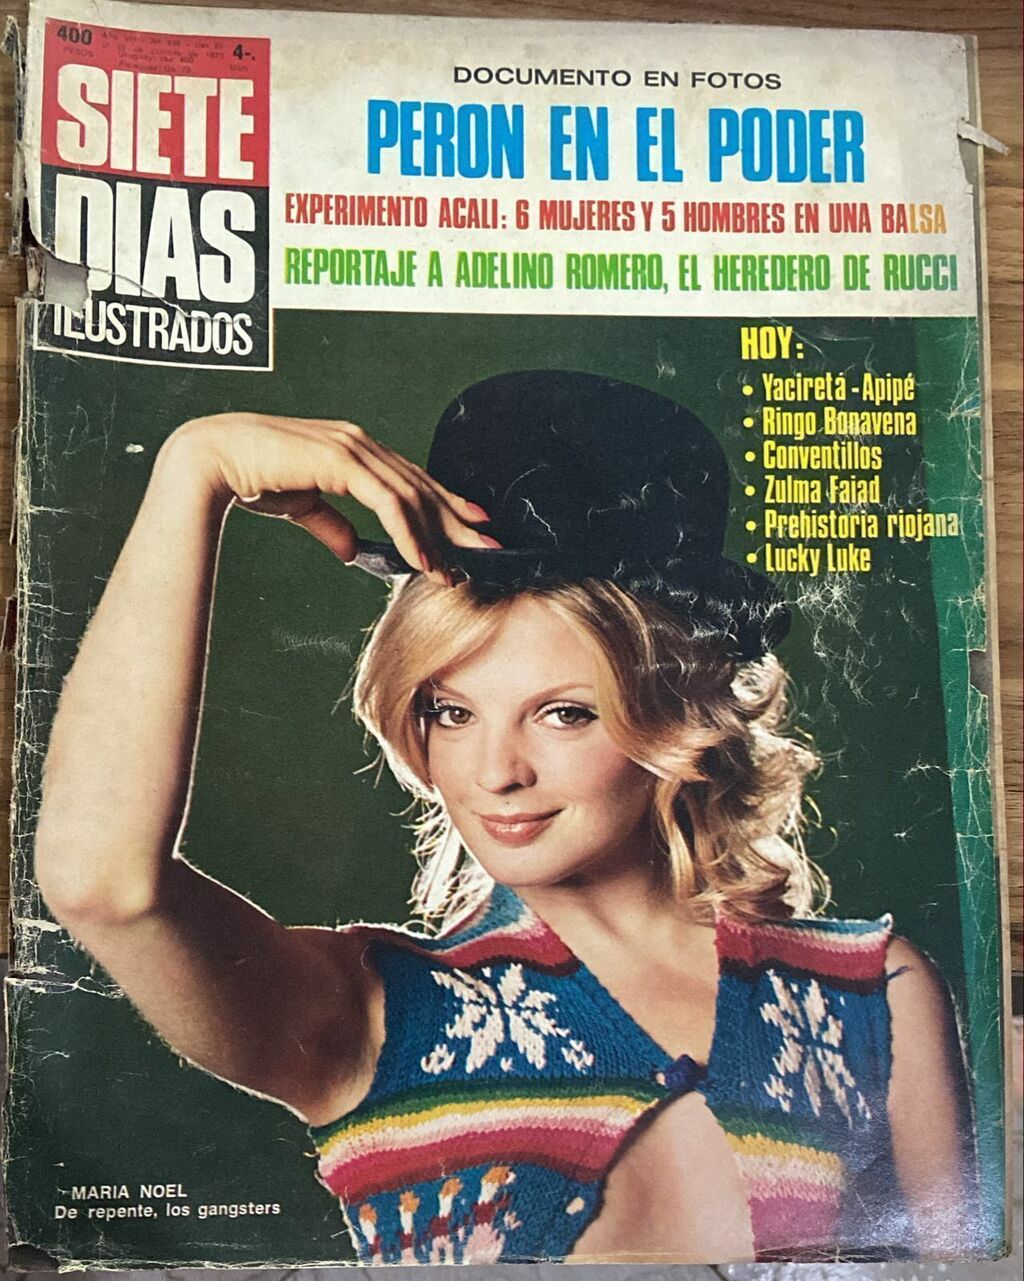 400
PESOS
4-.
SIETE
DIAS
ILUSTRADOS
DOCUMENTO EN FOTOS
PERON EN EL PODER
EXPERIMENTO ACALI: 6 MUJERES Y 5 HOMBRES EN UNA BALSA
REPORTAJE A ADELINO ROMERO, EL HEREDERO DE RUCCI
HOY:
• Yaciretá - Apipé
• Ringo Bonavena
• Conventillos
• Zulma Faiad
• Prehistoria riojana
• Lucky Luke
MARIA NOEL
De repente, los gangsters